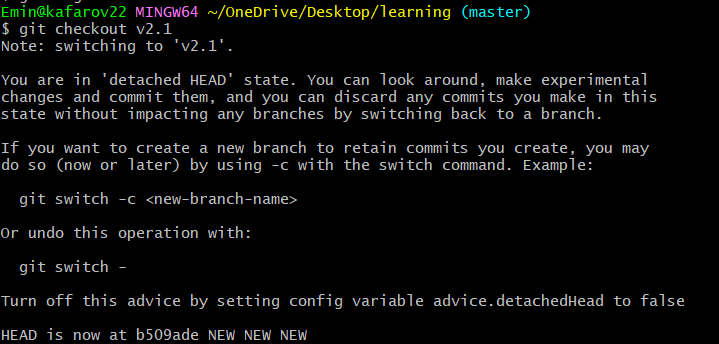 Emin@kafarov22 MINGW64 ~/OneDrive/Desktop/learning (master)
$ git checkout v2.1
Note: switching to 'v2.1'.

You are in 'detached HEAD' state. You can look around, make experimental
changes and commit them, and you can discard any commits you make in this
state without impacting any branches by switching back to a branch.

If you want to create a new branch to retain commits you create, you may
do so (now or later) by using -c with the switch command. Example:

  git switch -c <new-branch-name>

Or undo this operation with:

  git switch -

Turn off this advice by setting config variable advice.detachedHead to false

HEAD is now at b509ade NEW NEW NEW